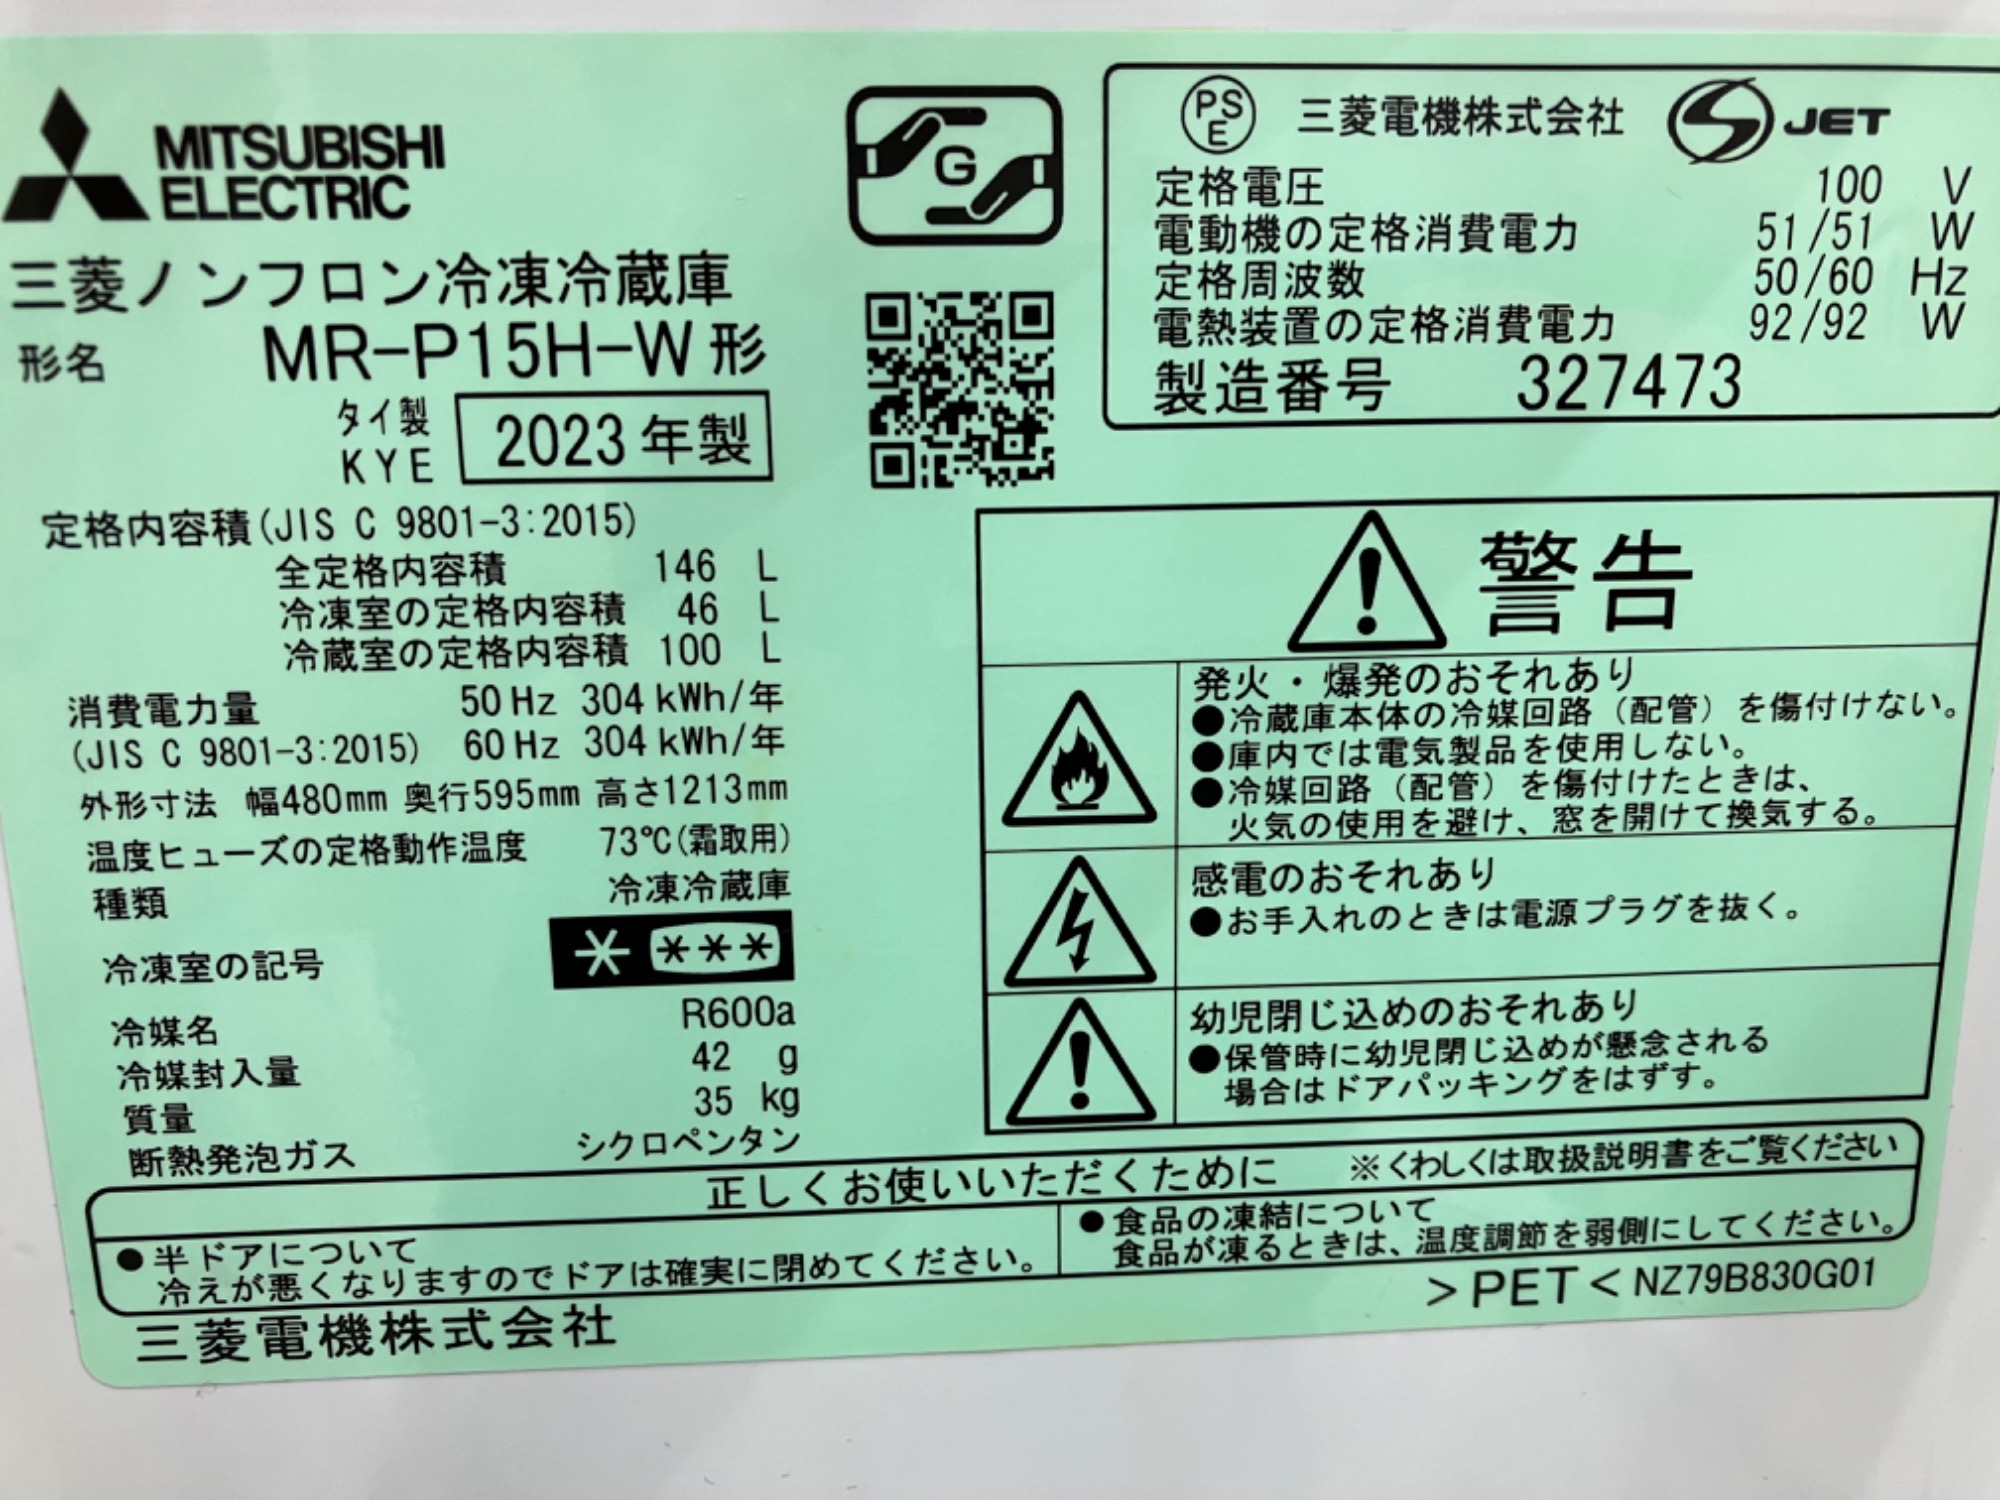 MITSUBISHI
ELECTRIC
三菱ノンフロン冷凍冷蔵庫
形名 MR-P15H-W 形
タイ製
KYE 2023 年製
定格内容積(JIS C 9801-3:2015)
全定格内容積 146 L
冷凍室の定格内容積 46 L
冷蔵室の定格内容積 100 L
消費電力量 50 Hz 304 kWh/年
(JIS C 9801-3:2015) 60 Hz 304 kWh/年
外形寸法 幅480mm 奥行595mm 高さ1213mm
温度ヒューズの定格動作温度 73℃(霜取用)
種類 冷凍冷蔵庫
冷凍室の記号 * ***
冷媒名 R600a
冷媒封入量 42 g
質量 35 kg
断熱発泡ガス シクロペンタン
G
PSE 三菱電機株式会社 S JET
定格電圧 100 V
電動機の定格消費電力 51/51 W
定格周波数 50/60 Hz
電熱装置の定格消費電力 92/92 W
製造番号 327473
警告
発火・爆発のおそれあり
●冷蔵庫本体の冷媒回路（配管）を傷付けない。
●庫内では電気製品を使用しない。
●冷媒回路（配管）を傷付けたときは、
火気の使用を避け、窓を開けて換気する。
感電のおそれあり
●お手入れのときは電源プラグを抜く。
幼児閉じ込めのおそれあり
●保管時に幼児閉じ込めが懸念される
場合はドアパッキングをはずす。
正しくお使いいただくために ※くわしくは取扱説明書をご覧ください
●半ドアについて
冷えが悪くなりますのでドアは確実に閉めてください。
●食品の凍結について
食品が凍るときは、温度調節を弱側にしてください。
三菱電機株式会社
>PET< NZ79B830G01